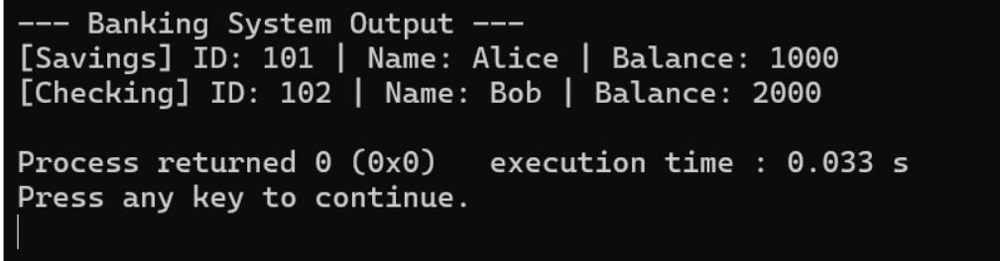 --- Banking System Output ---
[Savings] ID: 101 | Name: Alice | Balance: 1000
[Checking] ID: 102 | Name: Bob | Balance: 2000

Process returned 0 (0x0)   execution time : 0.033 s
Press any key to continue.